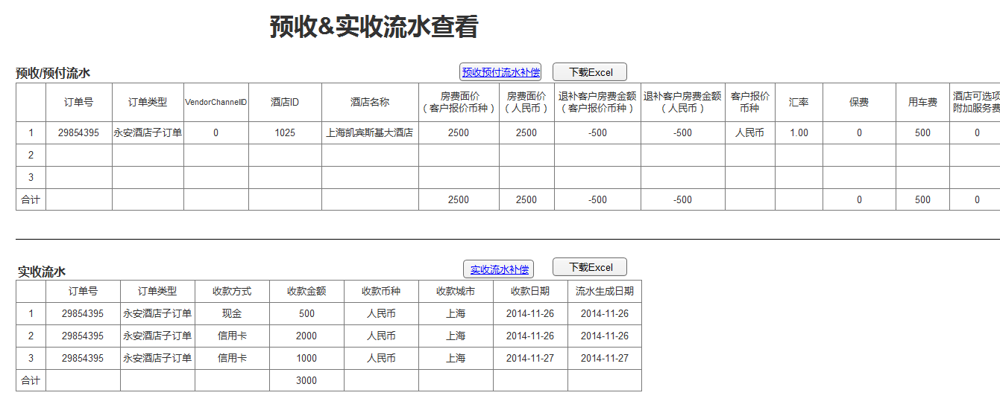 预收&实收流水查看
预收/预付流水 预收预付流水补偿 下载Excel
订单号 订单类型 VendorChannelID 酒店ID 酒店名称 房费面价（客户报价币种） 房费面价（人民币） 退补客户房费金额（客户报价币种） 退补客户房费金额（人民币） 客户报价币种 汇率 保费 用车费 酒店可选项附加服务费
1 29854395 永安酒店子订单 0 1025 上海凯宾斯基大酒店 2500 2500 -500 -500 人民币 1.00 0 500 0
2
3
合计 2500 2500 -500 -500 0 500 0
实收流水 实收流水补偿 下载Excel
订单号 订单类型 收款方式 收款金额 收款币种 收款城市 收款日期 流水生成日期
1 29854395 永安酒店子订单 现金 500 人民币 上海 2014-11-26 2014-11-26
2 29854395 永安酒店子订单 信用卡 2000 人民币 上海 2014-11-26 2014-11-26
3 29854395 永安酒店子订单 信用卡 1000 人民币 上海 2014-11-27 2014-11-27
合计 3000